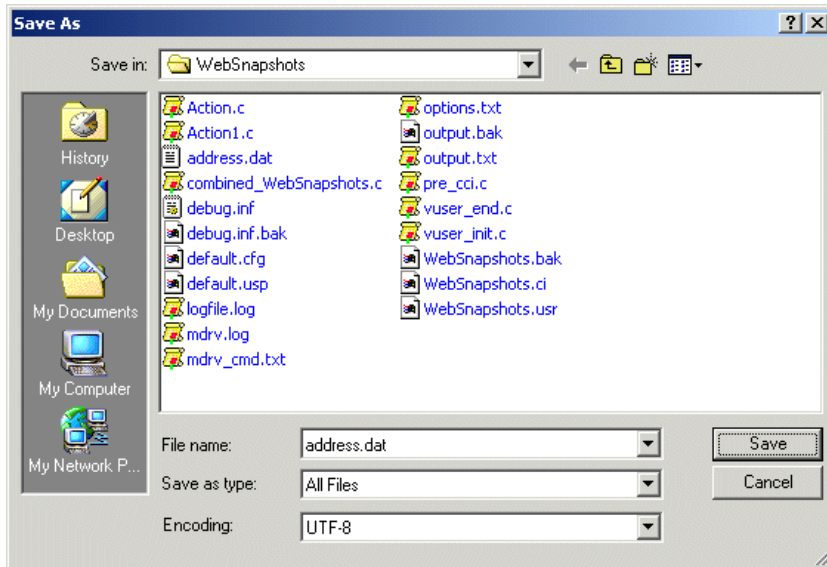 Save As
Save in: WebSnapshots
History
Desktop
My Documents
My Computer
My Network P...
Action.c
Action1.c
address.dat
combined_WebSnapshots.c
debug.inf
debug.inf.bak
default.cfg
default.usp
logfile.log
mdrv.log
mdrv_cmd.txt
options.txt
output.bak
output.txt
pre_cci.c
vuser_end.c
vuser_init.c
WebSnapshots.bak
WebSnapshots.ci
WebSnapshots.usr
File name: address.dat Save
Save as type: All Files Cancel
Encoding: UTF-8